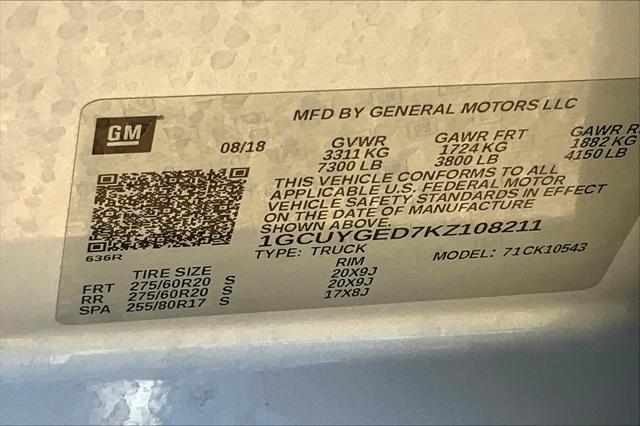 MFD BY GENERAL MOTORS LLC
GM
08/18 GVWR GAWR FRT GAWR R
3311 KG 1724 KG 1882 KG
7300 LB 3800 LB 4150 LB
THIS VEHICLE CONFORMS TO ALL
APPLICABLE U.S. FEDERAL MOTOR
VEHICLE SAFETY STANDARDS IN EFFECT
ON THE DATE OF MANUFACTURE
SHOWN ABOVE.
1GCUYGED7KZ108211
636R TYPE: TRUCK MODEL: 71CK10543
TIRE SIZE RIM
FRT 275/60R20 S 20X9J
RR 275/60R20 S 20X9J
SPA 255/80R17 S 17X8J